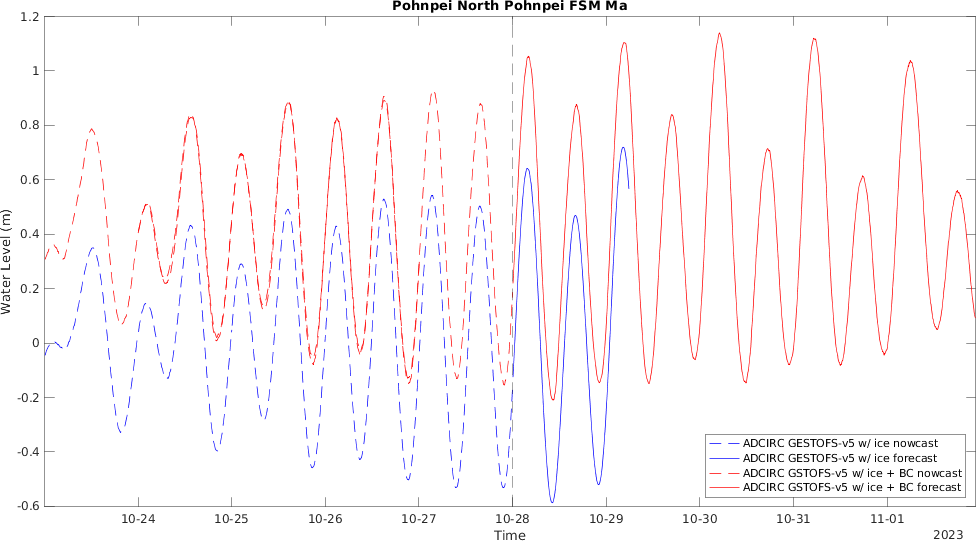 Pohnpei North Pohnpei FSM Ma
1.2
1
0.8
0.6
0.4
0.2
0
-0.2
-0.4
-0.6
Water Level (m)
ADCIRC GESTOFS-v5 w/ ice nowcast
ADCIRC GESTOFS-v5 w/ ice forecast
ADCIRC GSTOFS-v5 w/ ice + BC nowcast
ADCIRC GSTOFS-v5 w/ ice + BC forecast
10-24 10-25 10-26 10-27 10-28 10-29 10-30 10-31 11-01
Time
2023